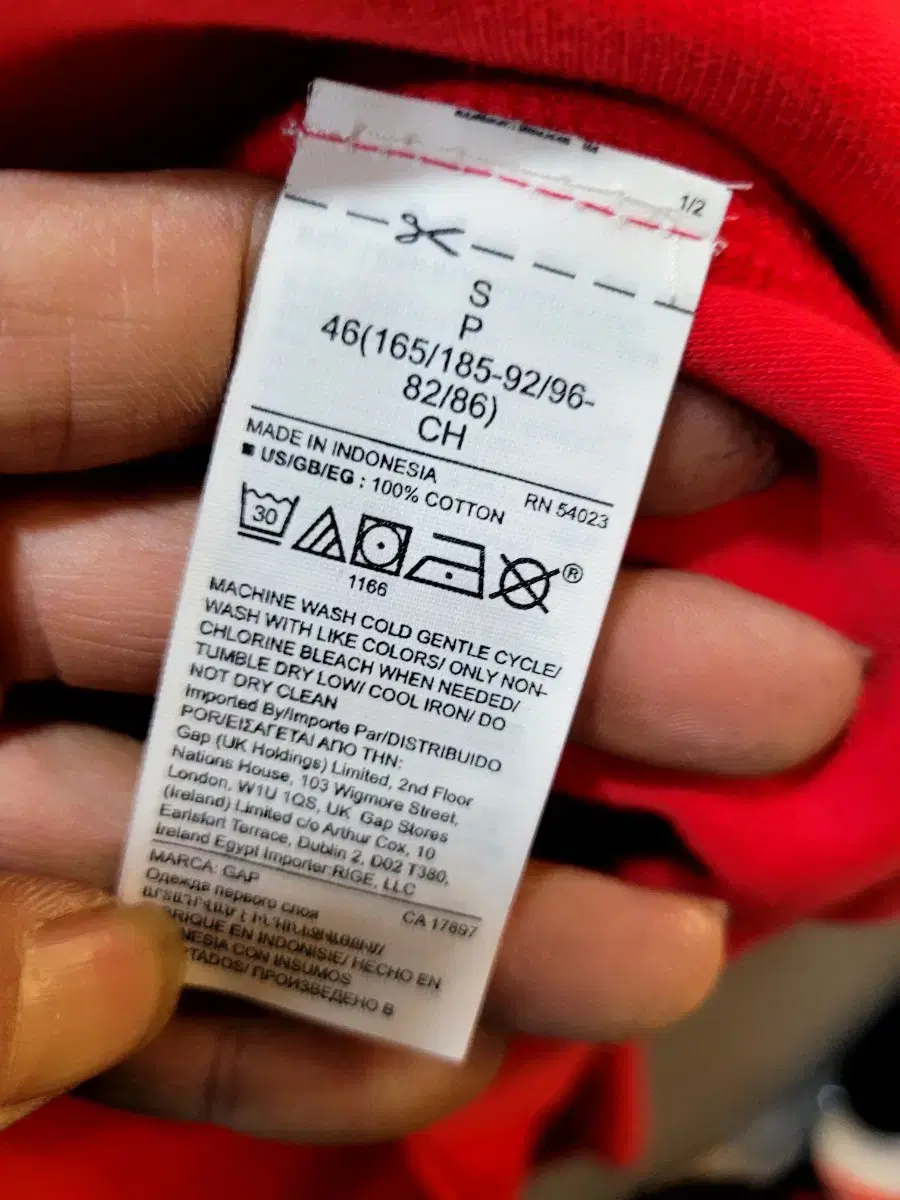 1/2
S
P
46(165/185-92/96-
82/86)
CH
MADE IN INDONESIA
RN 54023
■ US/GB/EG : 100% COTTON
30
®
1166
MACHINE WASH COLD GENTLE CYCLE/
WASH WITH LIKE COLORS/ ONLY NON-
CHLORINE BLEACH WHEN NEEDED/
TUMBLE DRY LOW/ COOL IRON/ DO
NOT DRY CLEAN
Imported By/Importe Par/DISTRIBUIDO
POR/ΕΙΣΑΓΕΤΑΙ ΑΠΟ ΤΗΝ:
Gap (UK Holdings) Limited, 2nd Floor
Nations House, 103 Wigmore Street,
London, W1U 1QS, UK Gap Stores
(Ireland) Limited c/o Arthur Cox, 10
Earlsfort Terrace, Dublin 2, D02 T380,
Ireland Egypt Importer:RIGE, LLC
MARCA: GAP
CA 17897
Одежда первого слоя
RIQUE EN INDONISIE/ HECHO EN
NESIA CON INSUMOS
TADOS/ ПРОИЗВЕДЕНО В